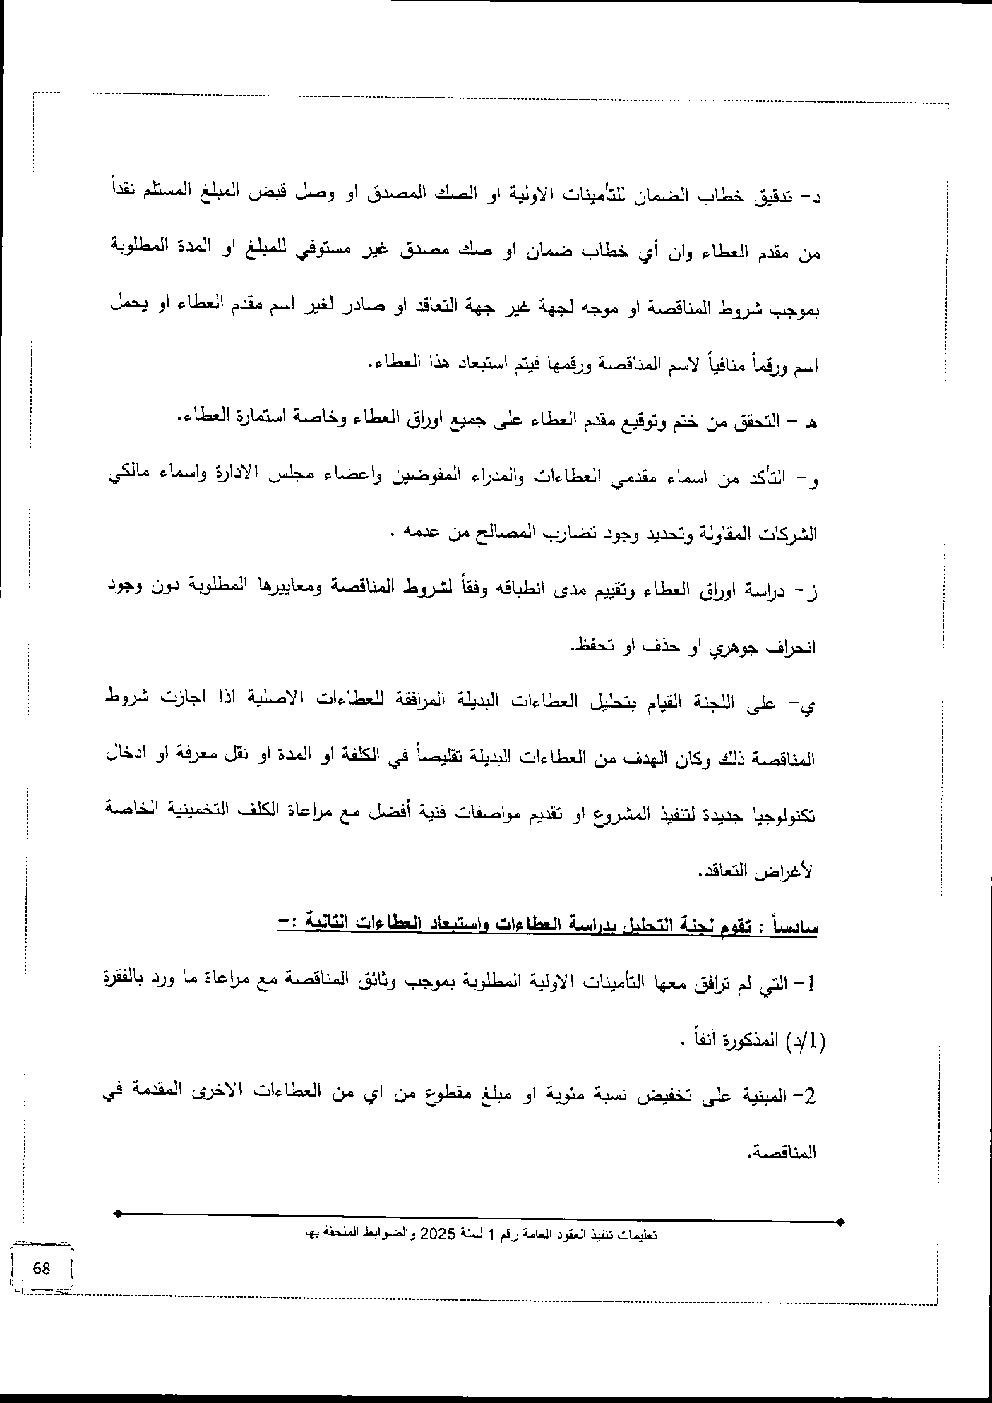 د- تدقيق خطاب الضمان للتأمينات الاولية او الصك المصدق او وصل قبض المبلغ المستلم نقداً
من مقدم العطاء وان أي خطاب ضمان او صك مصدق غير مستوفي للمبلغ او المدة المطلوبة
بموجب شروط المناقصة او موجه لجهة غير جهة التعاقد او صادر لغير اسم مقدم العطاء او يحمل
اسم ورقماً منافياً لاسم المناقصة ورقمها فيتم استبعاد هذا العطاء.
هـ - التحقق من ختم وتوقيع مقدم العطاء على جميع اوراق العطاء وخاصة استمارة العطاء.
و- التأكد من اسماء مقدمي العطاءات والمدراء المفوضين واعضاء مجلس الادارة واسماء مالكي
الشركات المقاولة وتحديد وجود تضارب المصالح من عدمه .
ز- دراسة اوراق العطاء وتقييم مدى انطباقه وفقاً لشروط المناقصة ومعاييرها المطلوبة دون وجود
انحراف جوهري او حذف او تحفظ.
ي- على اللجنة القيام بتحليل العطاءات البديلة المرافقة للعطاءات الاصلية اذا اجازت شروط
المناقصة ذلك وكان الهدف من العطاءات البديلة تقليصاً في الكلفة او المدة او نقل معرفة او ادخال
تكنولوجيا جديدة لتنفيذ المشروع او تقديم مواصفات فنية أفضل مع مراعاة الكلف التخمينية الخاصة
لأغراض التعاقد.
سادساً : تقوم لجنة التحليل بدراسة العطاءات واستبعاد العطاءات التالية :-
1- التي لم ترافق معها التأمينات الاولية المطلوبة بموجب وثائق المناقصة مع مراعاة ما ورد بالفقرة
(1/د) المذكورة آنفاً .
2- المبنية على تخفيض نسبة مئوية او مبلغ مقطوع من اي من العطاءات الاخرى المقدمة في
المناقصة.
تعليمات تنفيذ العقود العامة رقم 1 لسنة 2025 والضوابط الملحقة بها
68